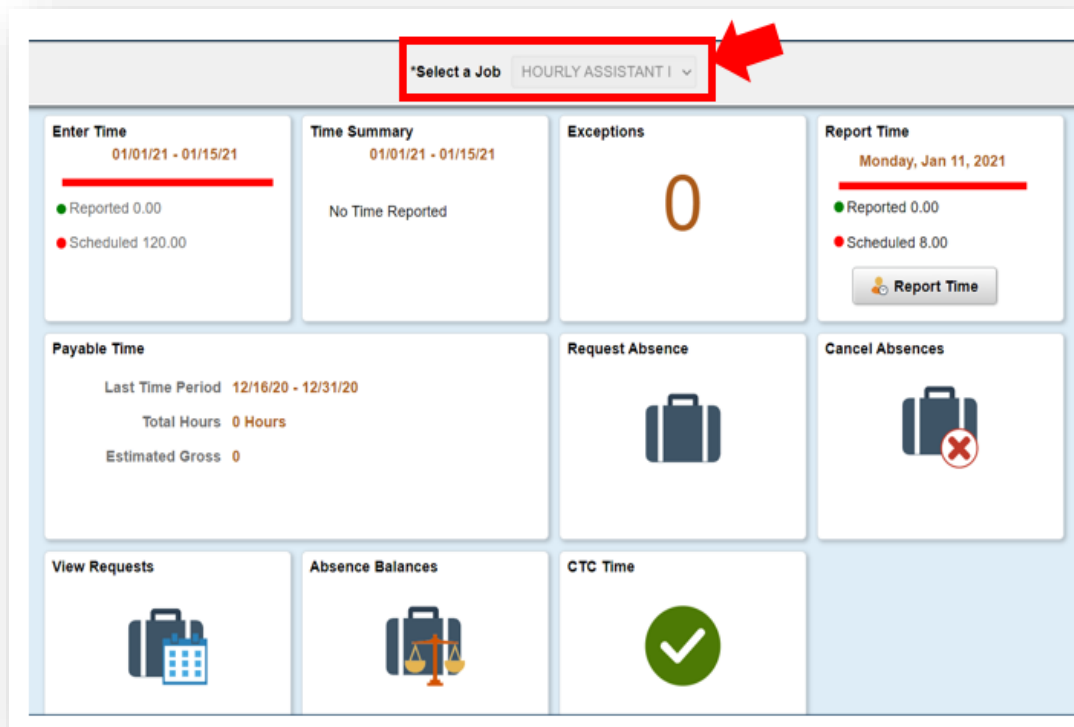 *Select a Job HOURLY ASSISTANT I
Enter Time
01/01/21 - 01/15/21
Reported 0.00
Scheduled 120.00
Time Summary
01/01/21 - 01/15/21
No Time Reported
Exceptions
0
Report Time
Monday, Jan 11, 2021
Reported 0.00
Scheduled 8.00
Report Time
Payable Time
Last Time Period 12/16/20 - 12/31/20
Total Hours 0 Hours
Estimated Gross 0
Request Absence
Cancel Absences
View Requests
Absence Balances
CTC Time